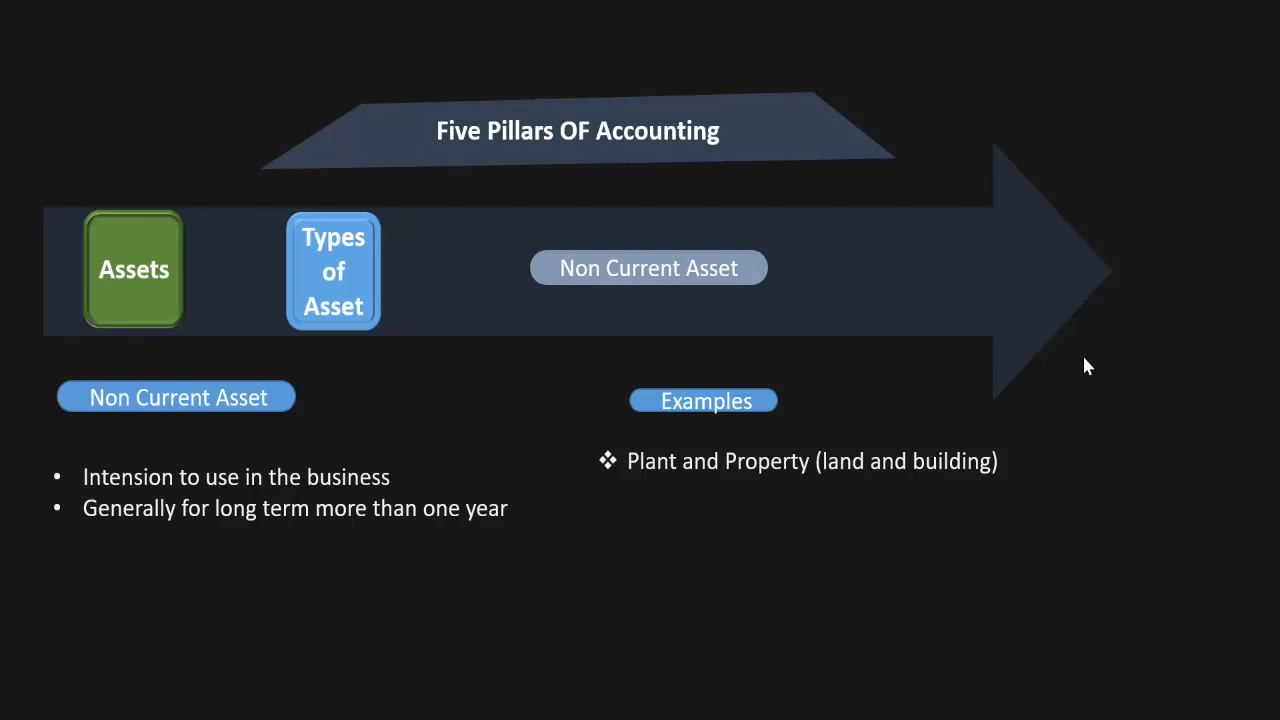 Five Pillars OF Accounting
Assets
Types
of
Asset
Non Current Asset
Non Current Asset
Examples
• Intension to use in the business
• Generally for long term more than one year
❖ Plant and Property (land and building)